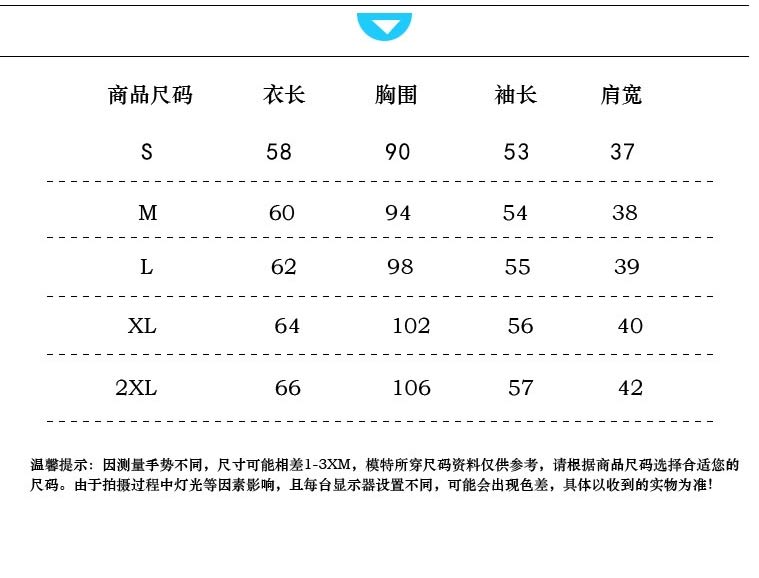 商品尺码 衣长 胸围 袖长 肩宽
S 58 90 53 37
M 60 94 54 38
L 62 98 55 39
XL 64 102 56 40
2XL 66 106 57 42
温馨提示：因测量手势不同，尺寸可能相差1-3XM，模特所穿尺码资料仅供参考，请根据商品尺码选择合适您的
尺码。由于拍摄过程中灯光等因素影响，且每台显示器设置不同，可能会出现色差，具体以收到的实物为准！